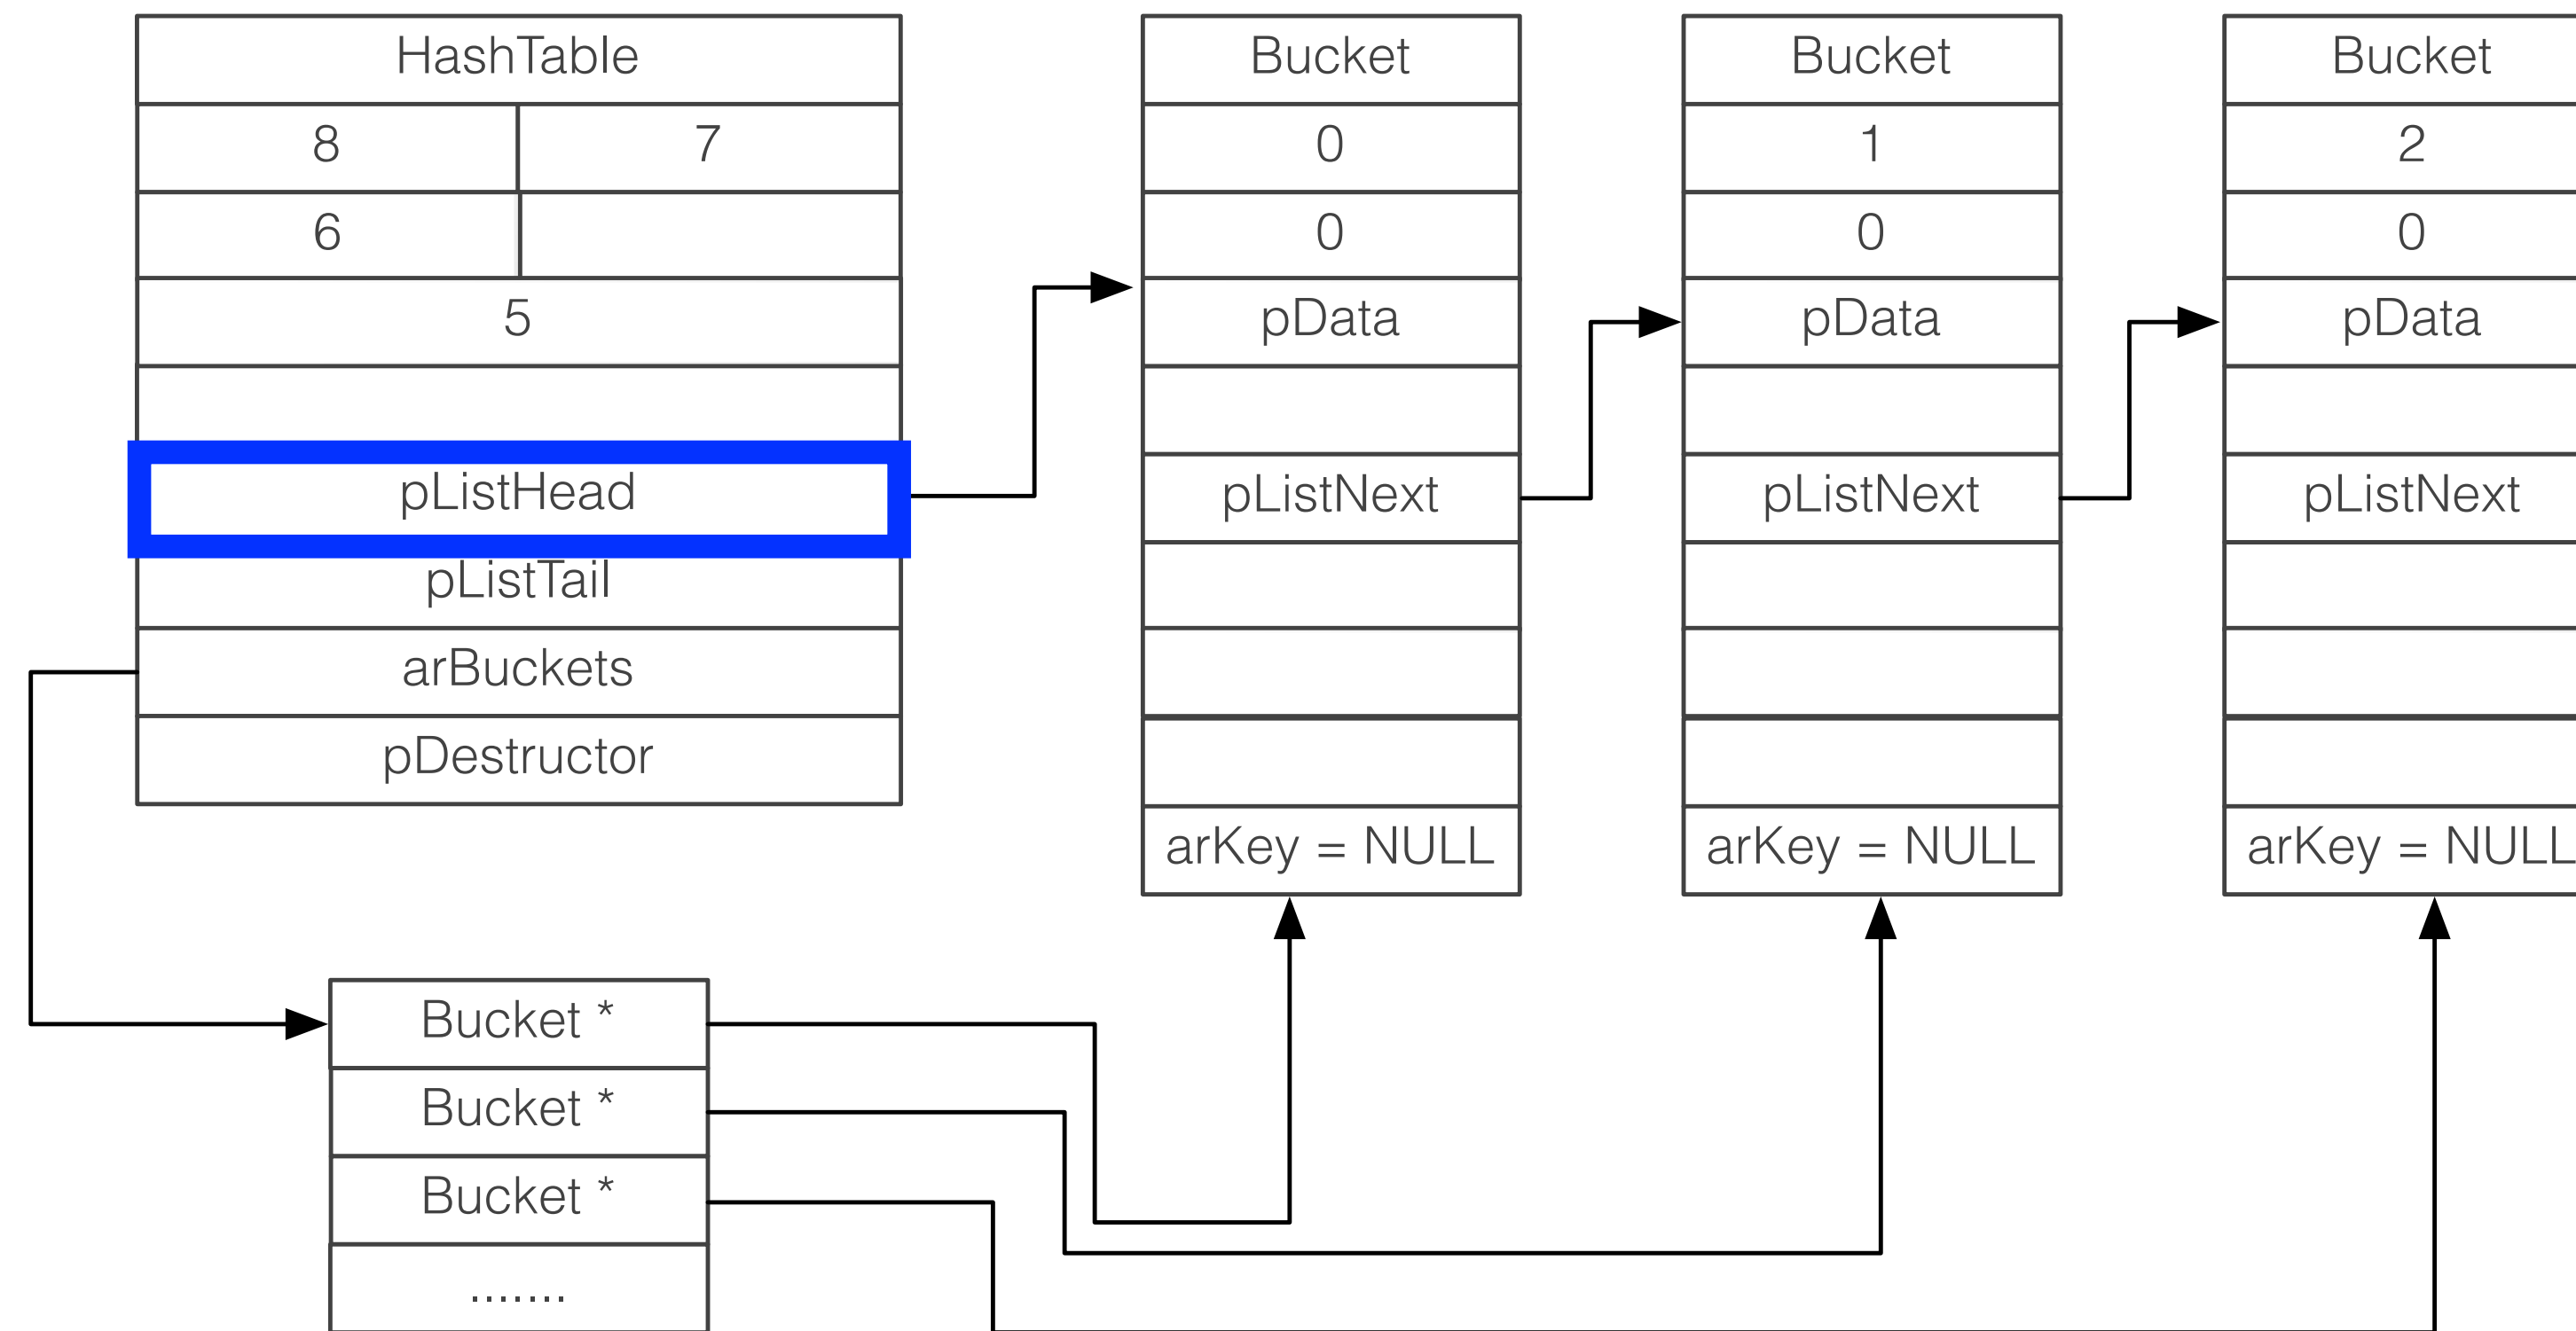 HashTable
8 7
6
5
pListHead
pListTail
arBuckets
pDestructor
Bucket
0
0
pData
pListNext
arKey = NULL
Bucket
1
0
pData
pListNext
arKey = NULL
Bucket
2
0
pData
pListNext
arKey = NULL
Bucket *
Bucket *
Bucket *
.......